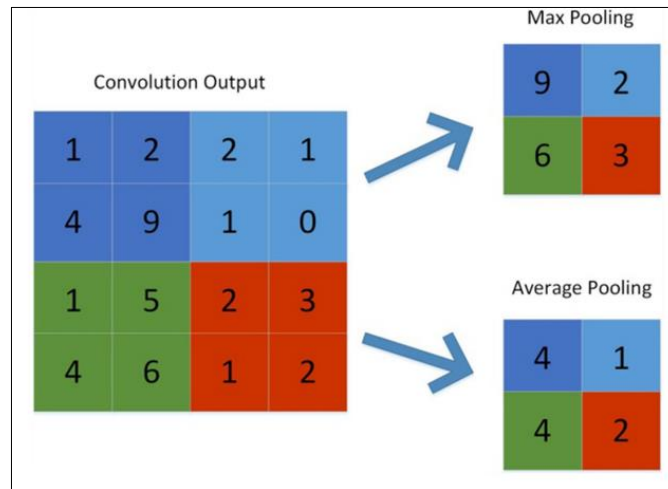 Max Pooling
9 2
6 3
Convolution Output
1 2 2 1
4 9 1 0
1 5 2 3
4 6 1 2
Average Pooling
4 1
4 2